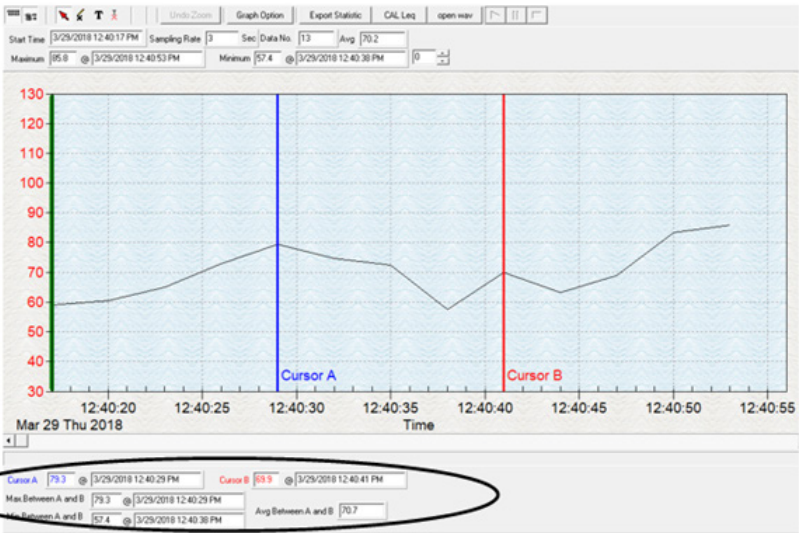 T Undo Zoom Graph Option Export Statistic CAL Leq open wav
Start Time 3/29/2018 12:40:17 PM Sampling Rate 3 Sec Data No. 13 Avg 70.2
Maximum 85.8 @ 3/29/2018 12:40:53 PM Minimum 57.4 @ 3/29/2018 12:40:38 PM 0
130
120
110
100
90
80
70
60
50
40
30
Cursor A Cursor B
12:40:20 12:40:25 12:40:30 12:40:35 12:40:40 12:40:45 12:40:50 12:40:55
Mar 29 Thu 2018 Time
Cursor A 79.3 @ 3/29/2018 12:40:29 PM Cursor B 69.9 @ 3/29/2018 12:40:41 PM
Max.Between A and B 79.3 @ 3/29/2018 12:40:29 PM
Min.Between A and B 57.4 @ 3/29/2018 12:40:38 PM Avg Between A and B 70.7